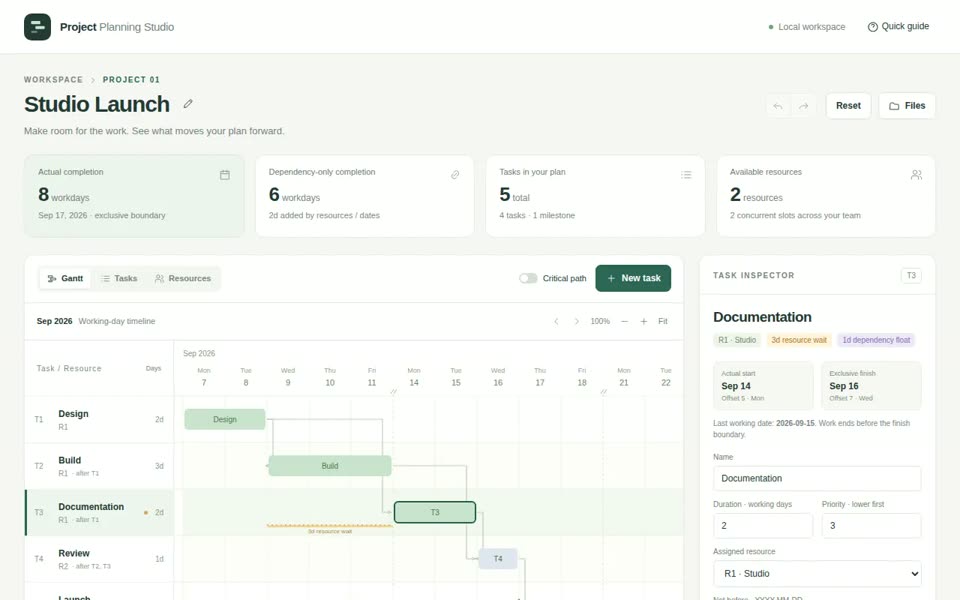 Project Planning Studio
Local workspace
Quick guide
WORKSPACE > PROJECT 01
Studio Launch
Make room for the work. See what moves your plan forward.
Reset
Files
Actual completion
8 workdays
Sep 17, 2026 · exclusive boundary
Dependency-only completion
6 workdays
2d added by resources / dates
Tasks in your plan
5 total
4 tasks · 1 milestone
Available resources
2 resources
2 concurrent slots across your team
Gantt
Tasks
Resources
Critical path
+ New task
Sep 2026 Working-day timeline
100%
Fit
Task / Resource
Days
Sep 2026
Mon Tue Wed Thu Fri Mon Tue Wed Thu Fri Mon Tue
7 8 9 10 11 14 15 16 17 18 21 22
T1 Design 2d
R1
Design
T2 Build 3d
R1 · after T1
Build
T3 Documentation 2d
R1 · after T1
T3
3d resource wait
T4 Review 1d
R2 · after T2, T3
T4
Launch
TASK INSPECTOR
T3
Documentation
R1 · Studio
3d resource wait
1d dependency float
Actual start
Sep 14
Offset 5 · Mon
Exclusive finish
Sep 16
Offset 7 · Wed
Last working date: 2026-09-15. Work ends before the finish
boundary.
Name
Documentation
Duration · working days
2
Priority · lower first
3
Assigned resource
R1 · Studio
Not before · YYYY-MM-DD